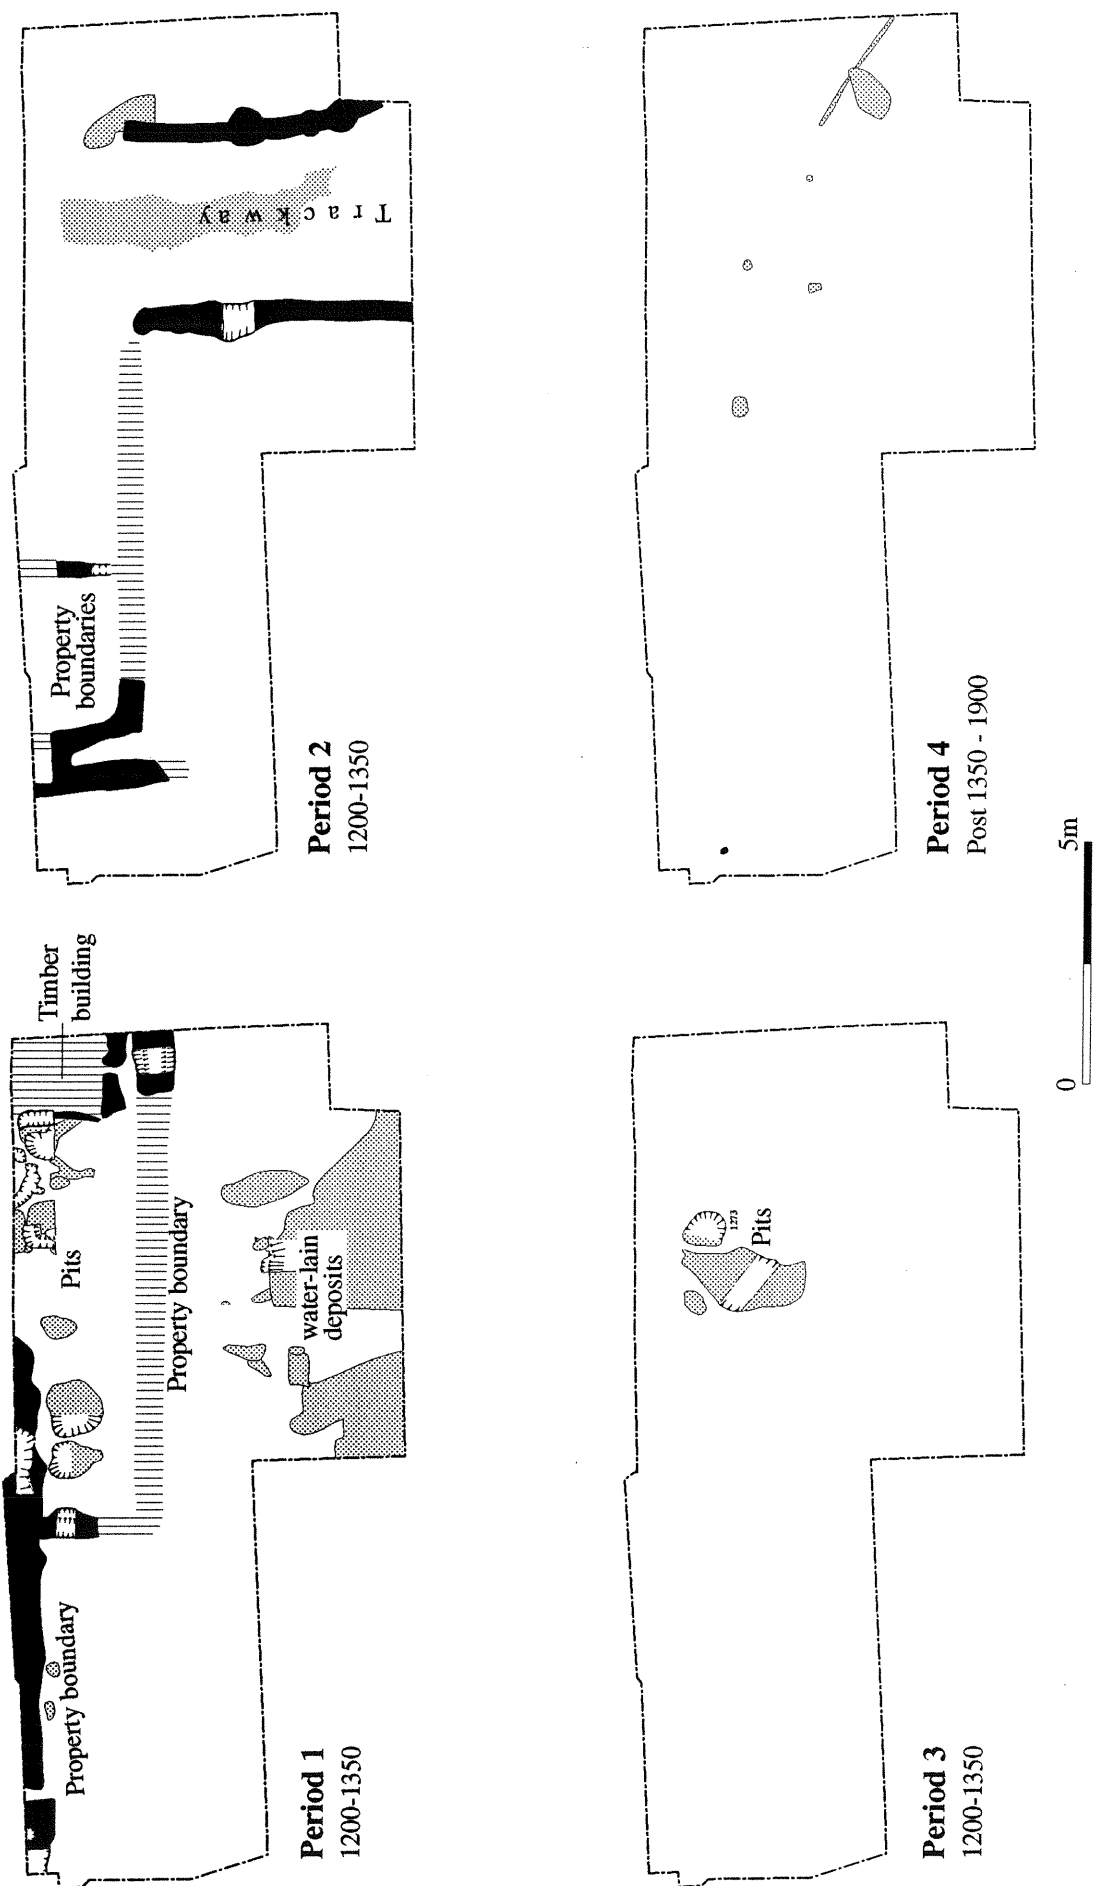 Timber
building
Pits
Property boundary
Property boundary
water-lain
deposits
Period 1
1200-1350
Property
boundaries
Trackway
Period 2
1200-1350
1273
Pits
Period 3
1200-1350
Period 4
Post 1350 - 1900
0
5m